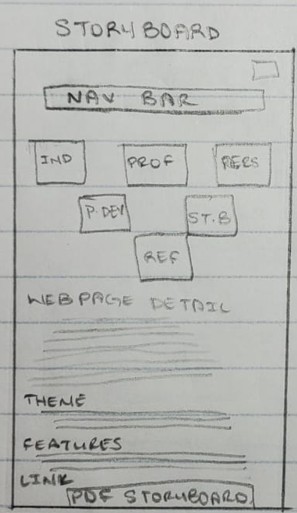 STORYBOARD
NAV BAR
IND PROF PERS
P.DEV ST.B
REF
WEBPAGE DETAIL
THEME
FEATURES
LINK
PDF STORYBOARD